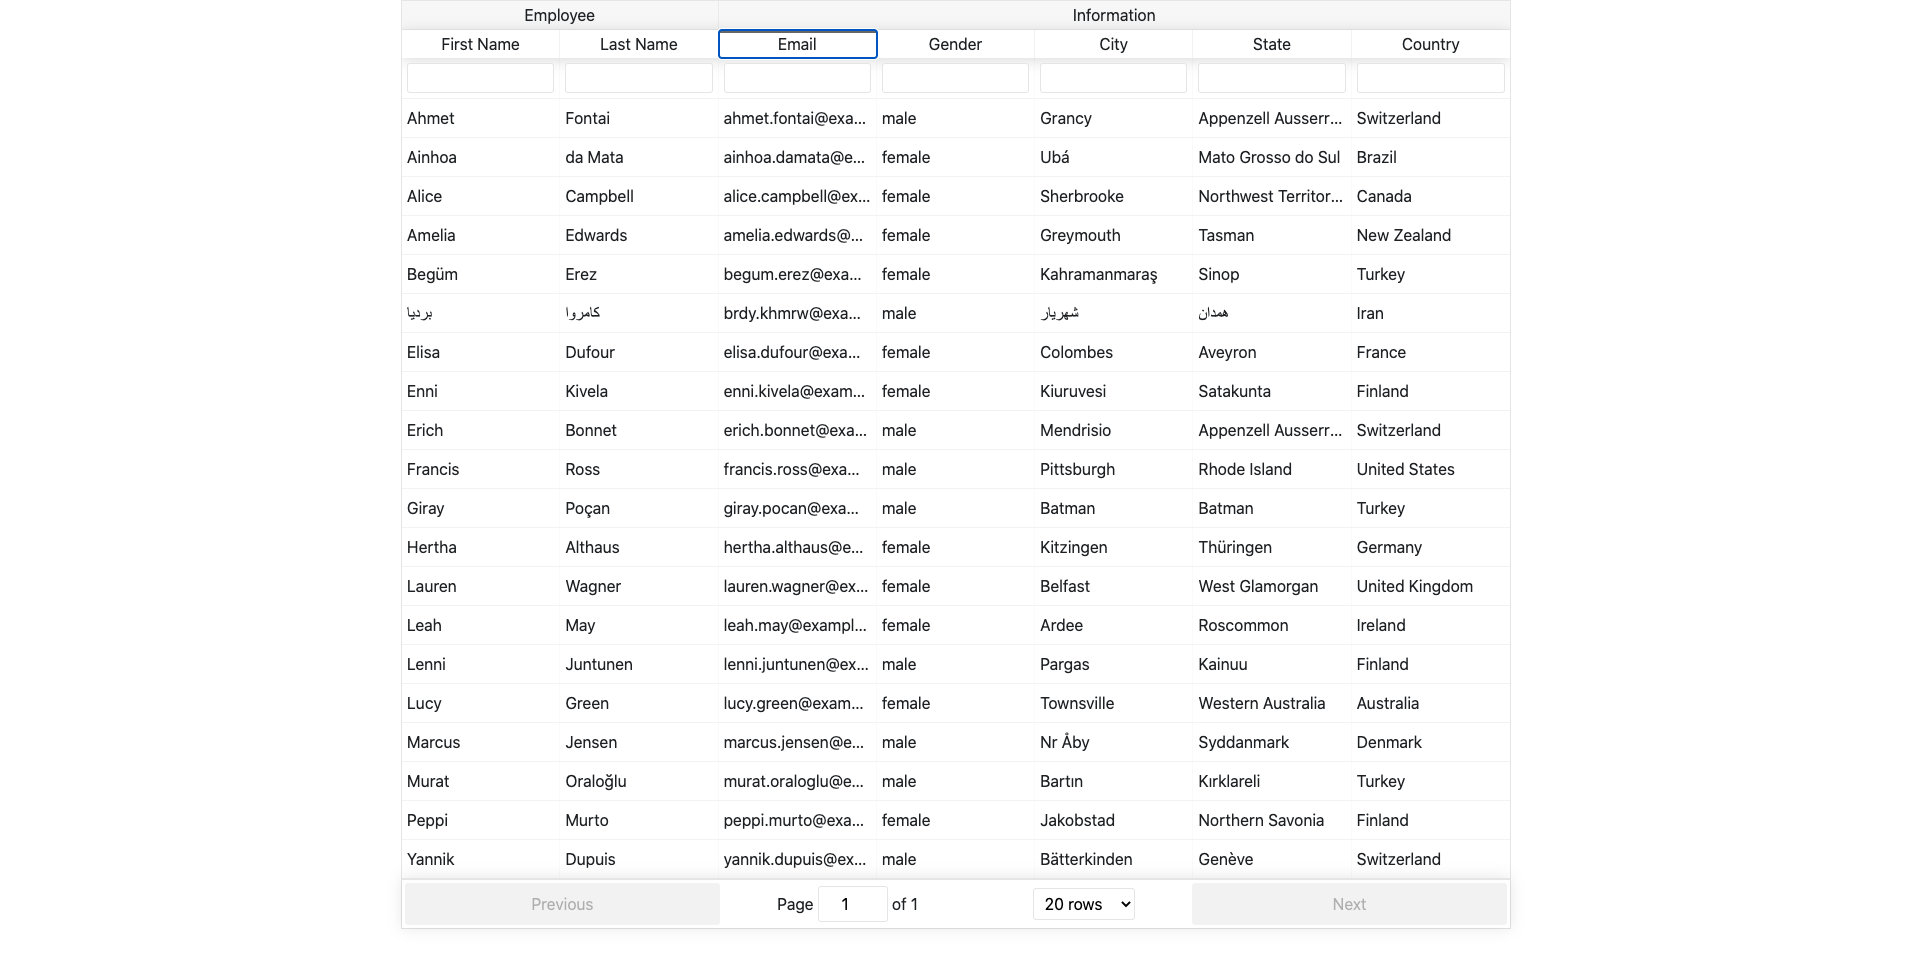 Employee Information
First Name Last Name Email Gender City State Country
Ahmet Fontai ahmet.fontai@exa... male Grancy Appenzell Ausserr... Switzerland
Ainhoa da Mata ainhoa.damata@e... female Ubá Mato Grosso do Sul Brazil
Alice Campbell alice.campbell@ex... female Sherbrooke Northwest Territor... Canada
Amelia Edwards amelia.edwards@... female Greymouth Tasman New Zealand
Begüm Erez begum.erez@exa... female Kahramanmaraş Sinop Turkey
بردیا کامروا brdy.khmrw@exa... male شهریار همدان Iran
Elisa Dufour elisa.dufour@exa... female Colombes Aveyron France
Enni Kivela enni.kivela@exam... female Kiuruvesi Satakunta Finland
Erich Bonnet erich.bonnet@exa... male Mendrisio Appenzell Ausserr... Switzerland
Francis Ross francis.ross@exa... male Pittsburgh Rhode Island United States
Giray Poçan giray.pocan@exa... male Batman Batman Turkey
Hertha Althaus hertha.althaus@e... female Kitzingen Thüringen Germany
Lauren Wagner lauren.wagner@ex... female Belfast West Glamorgan United Kingdom
Leah May leah.may@exampl... female Ardee Roscommon Ireland
Lenni Juntunen lenni.juntunen@ex... male Pargas Kainuu Finland
Lucy Green lucy.green@exam... female Townsville Western Australia Australia
Marcus Jensen marcus.jensen@e... male Nr Åby Syddanmark Denmark
Murat Oraloğlu murat.oraloglu@e... male Bartın Kırklareli Turkey
Peppi Murto peppi.murto@exa... female Jakobstad Northern Savonia Finland
Yannik Dupuis yannik.dupuis@ex... male Bätterkinden Genève Switzerland
Previous Page 1 of 1 20 rows Next